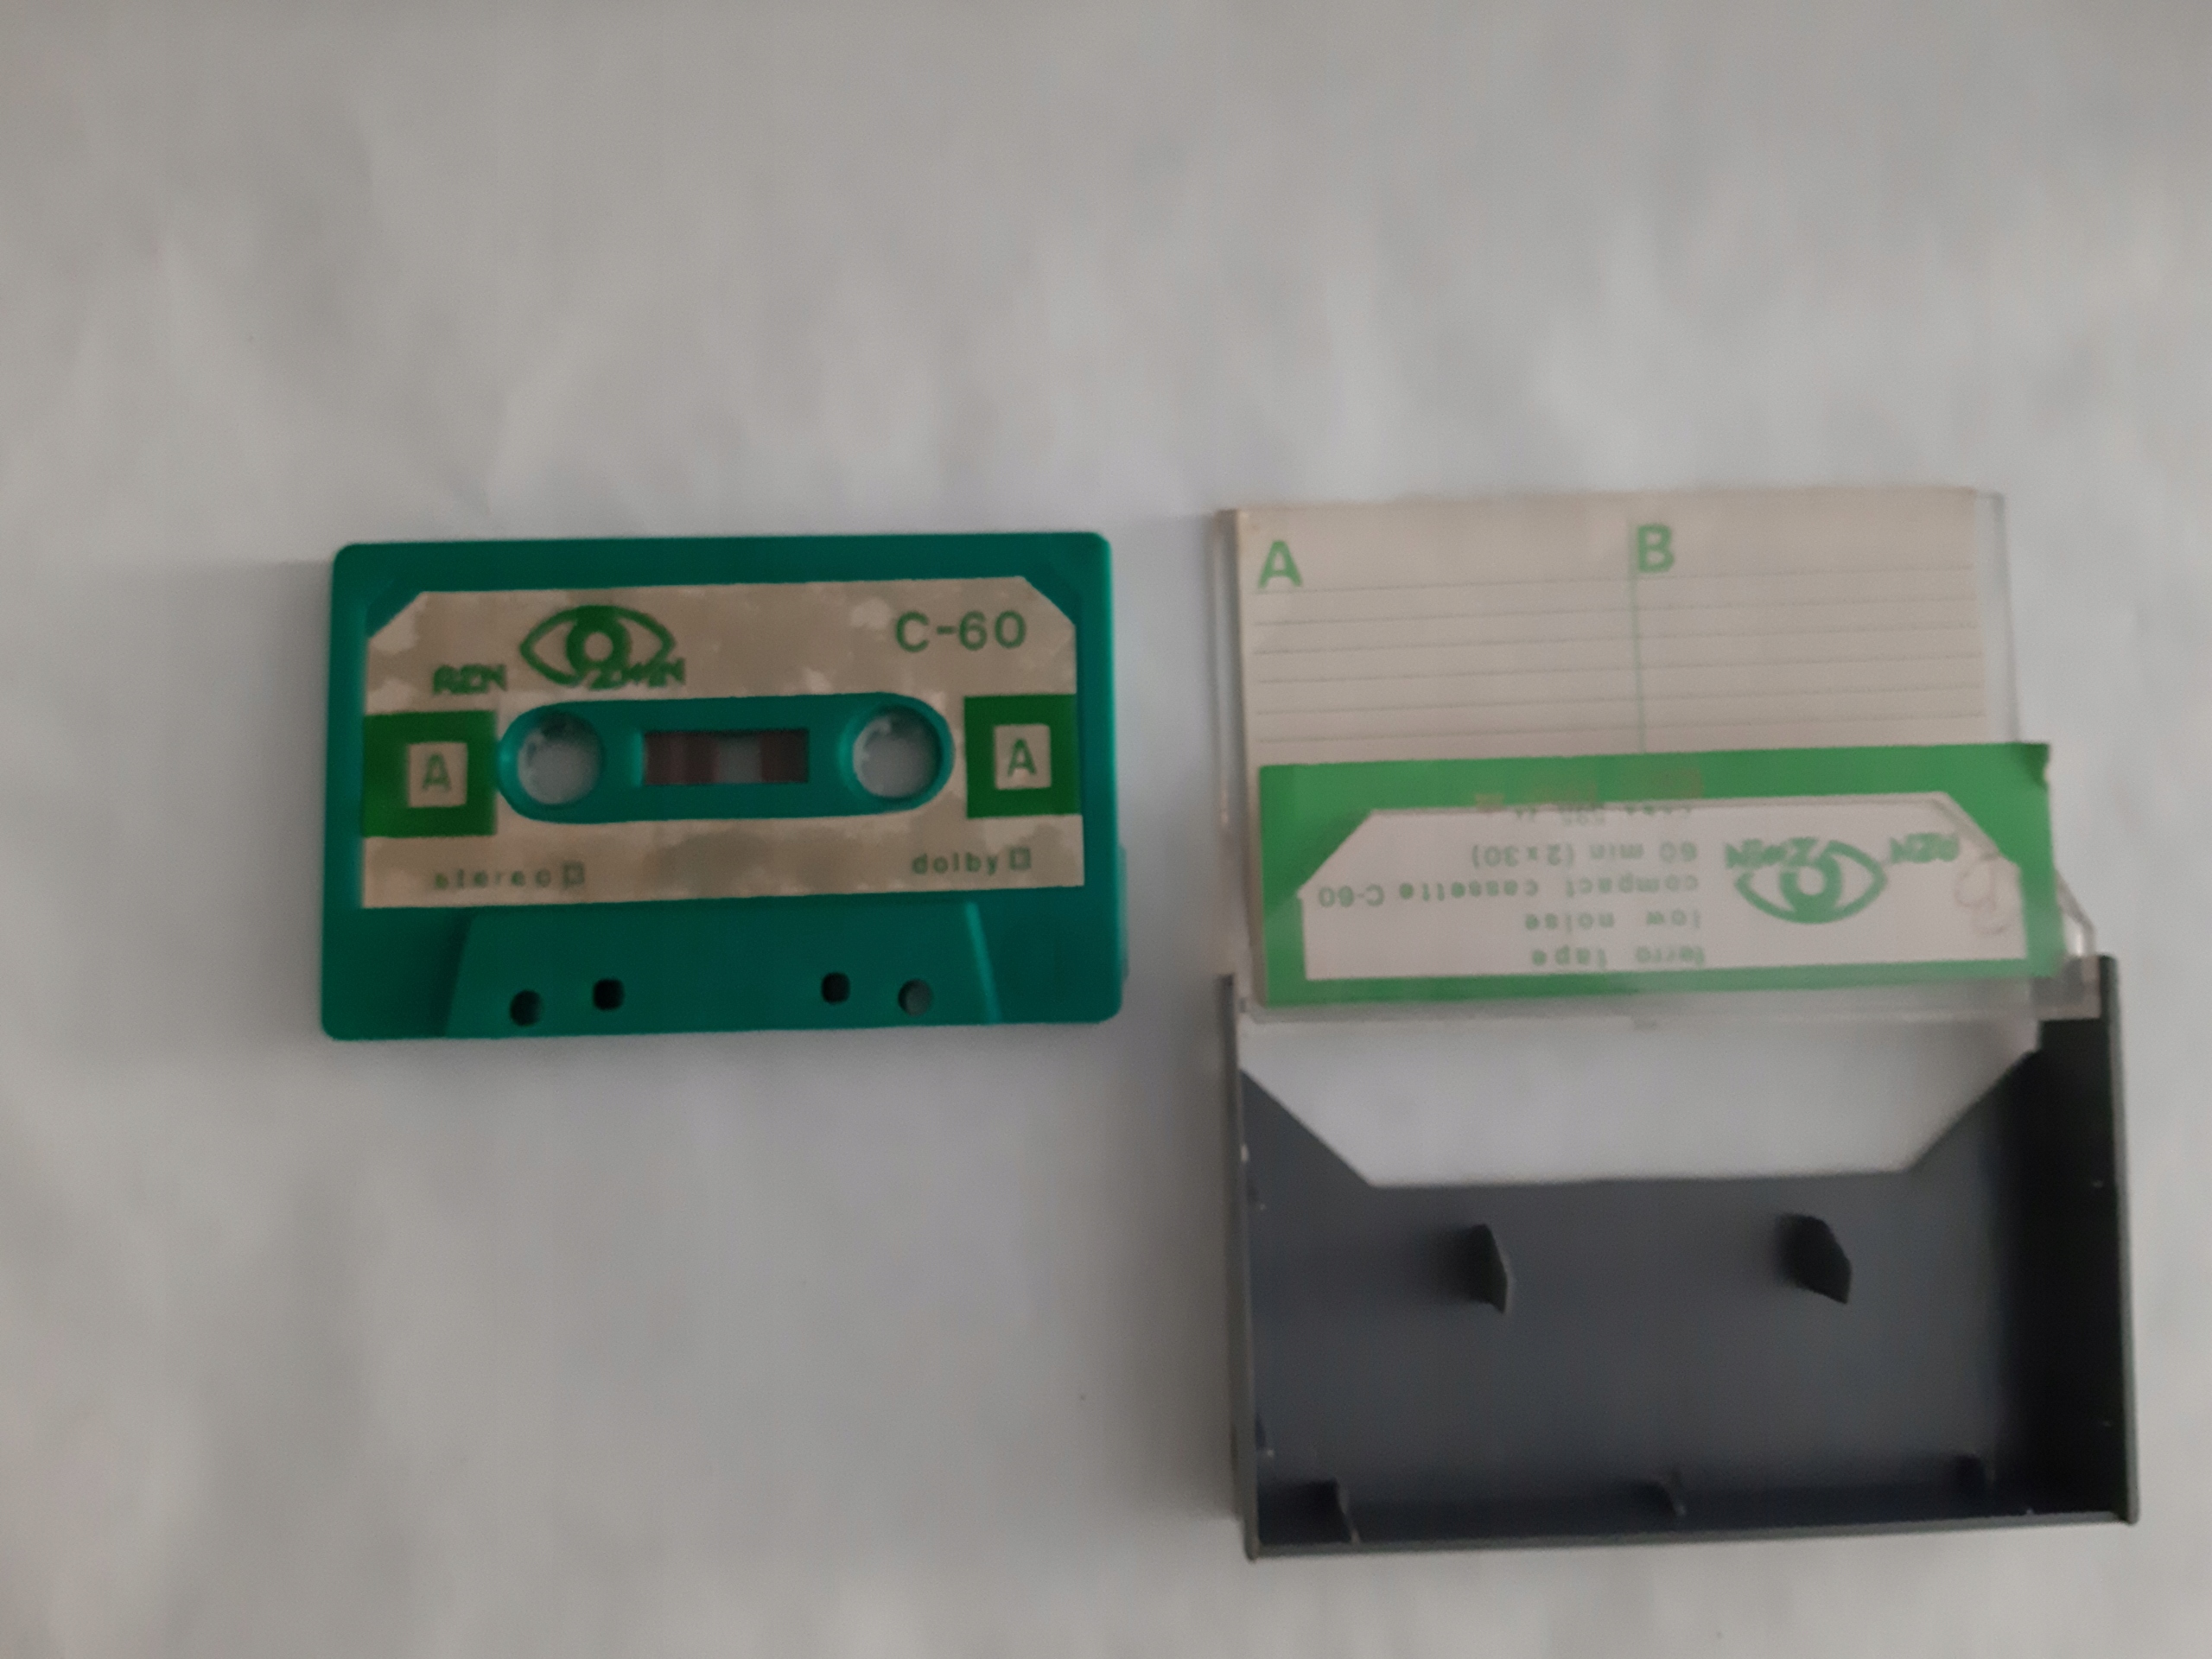 C-60
A
A
stereo
dolby
A
B
ferro tape
low noise
compact cassette C-60
60 min (2x30)